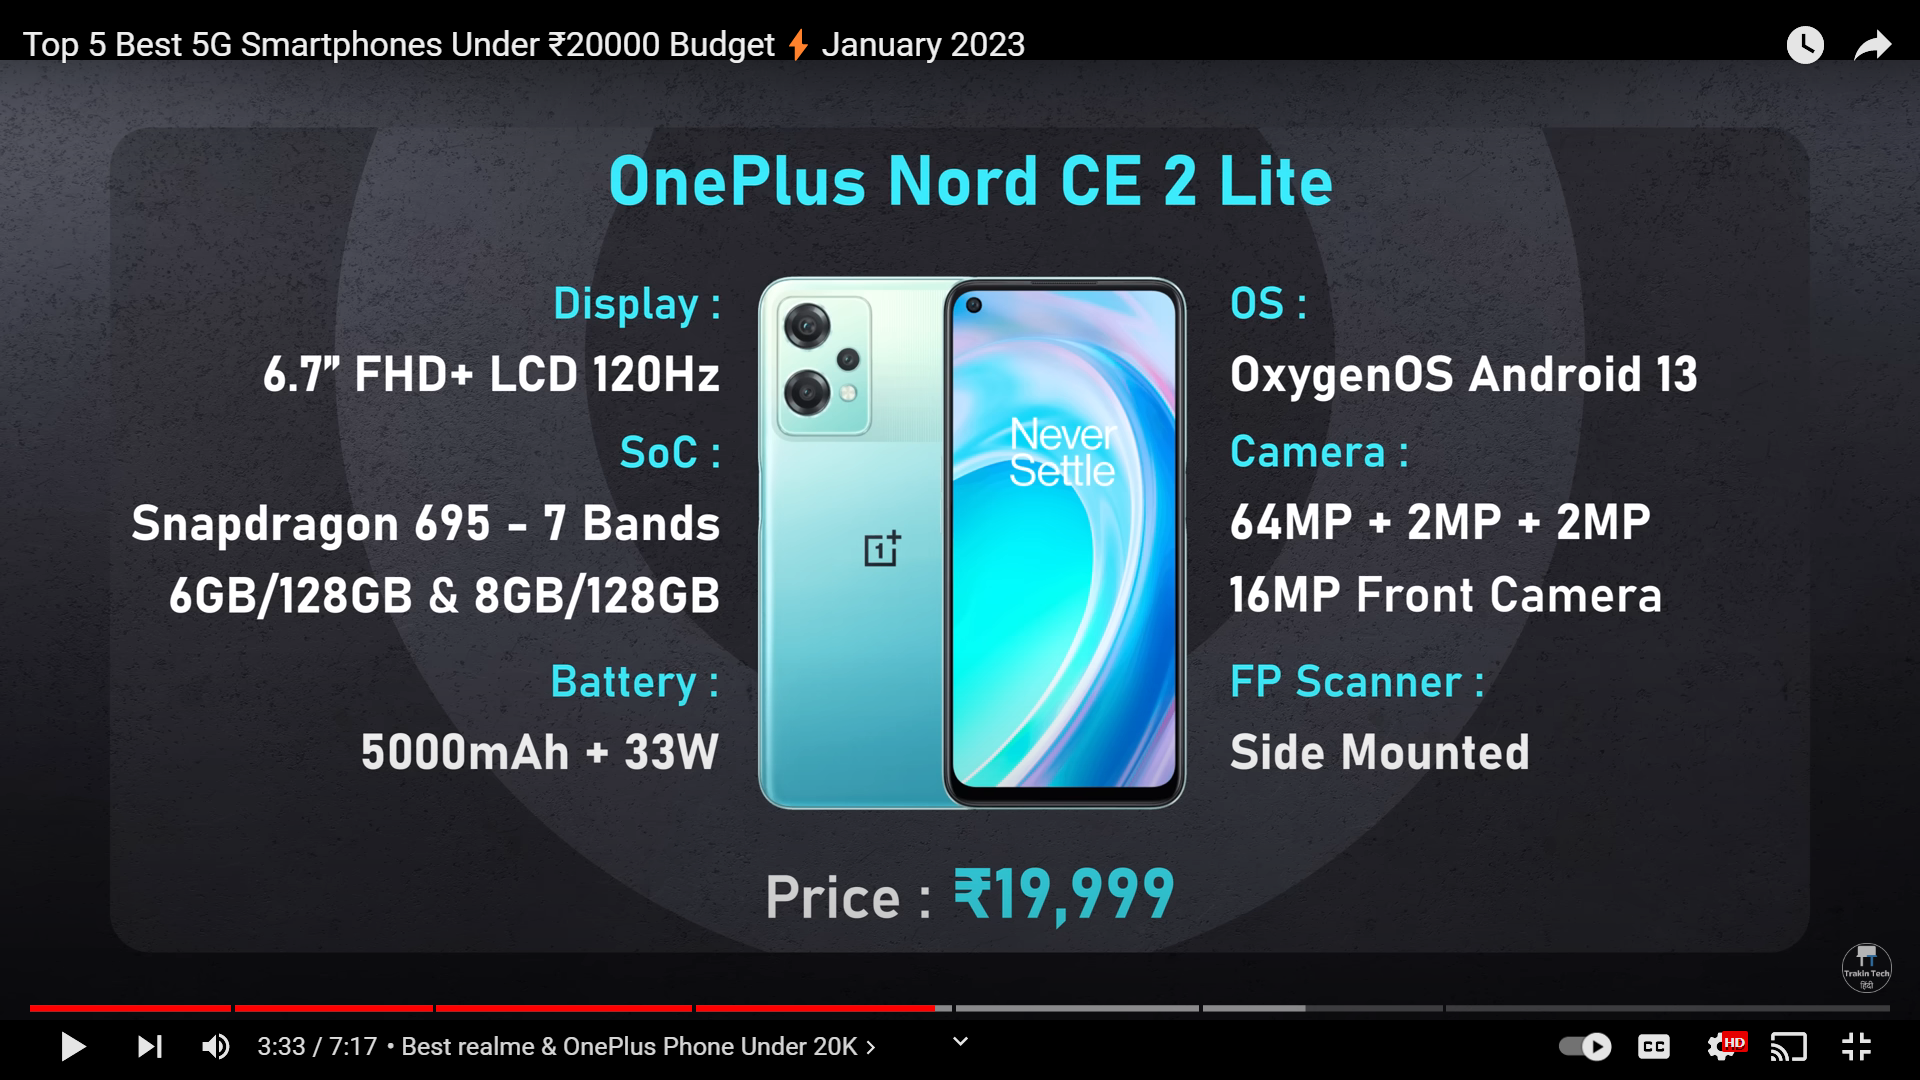 Top 5 Best 5G Smartphones Under ₹20000 Budget⚡January 2023
OnePlus Nord CE 2 Lite
Display :
6.7” FHD+ LCD 120Hz
SoC :
Snapdragon 695 - 7 Bands
6GB/128GB & 8GB/128GB
Battery :
5000mAh + 33W
Never
Settle
1+
OS :
OxygenOS Android 13
Camera :
64MP + 2MP + 2MP
16MP Front Camera
FP Scanner :
Side Mounted
Price : ₹19,999
TrakIn Tech
हिंदी
3:33 / 7:17 • Best realme & OnePlus Phone Under 20K ›
CC
HD